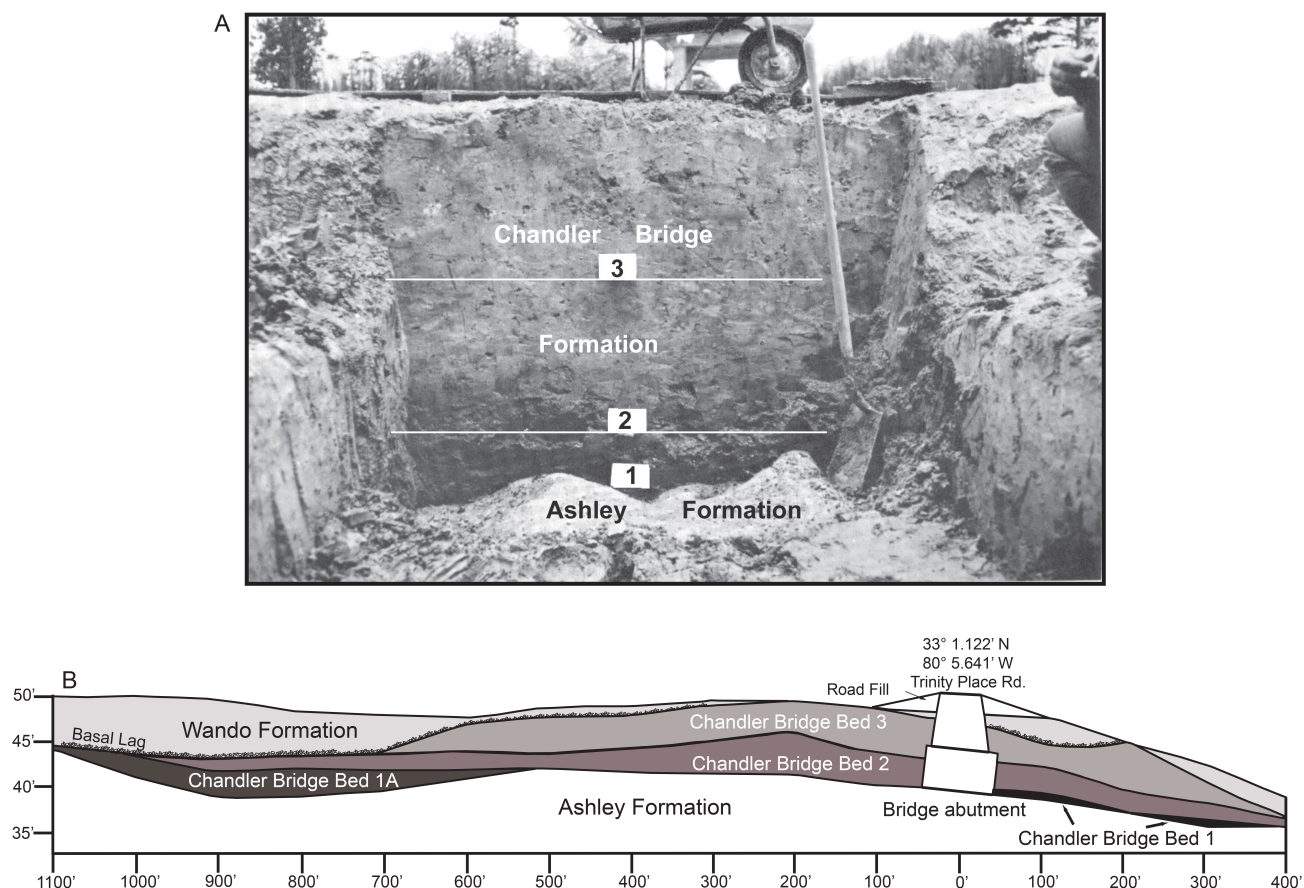 A
Chandler Bridge
3
Formation
2
1
Ashley Formation
B
33° 1.122' N
80° 5.641' W
Trinity Place Rd.
Road Fill
50'
Wando Formation
Chandler Bridge Bed 3
Basal Lag
45'
Chandler Bridge Bed 2
Chandler Bridge Bed 1A
40'
Ashley Formation
Bridge abutment
35'
Chandler Bridge Bed 1
1100' 1000' 900' 800' 700' 600' 500' 400' 300' 200' 100' 0' 100' 200' 300' 400'